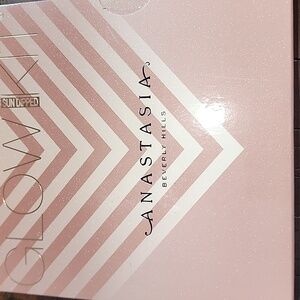 GLOW KIT
SUN DIPPED
ANASTASIA
BEVERLY HILLS